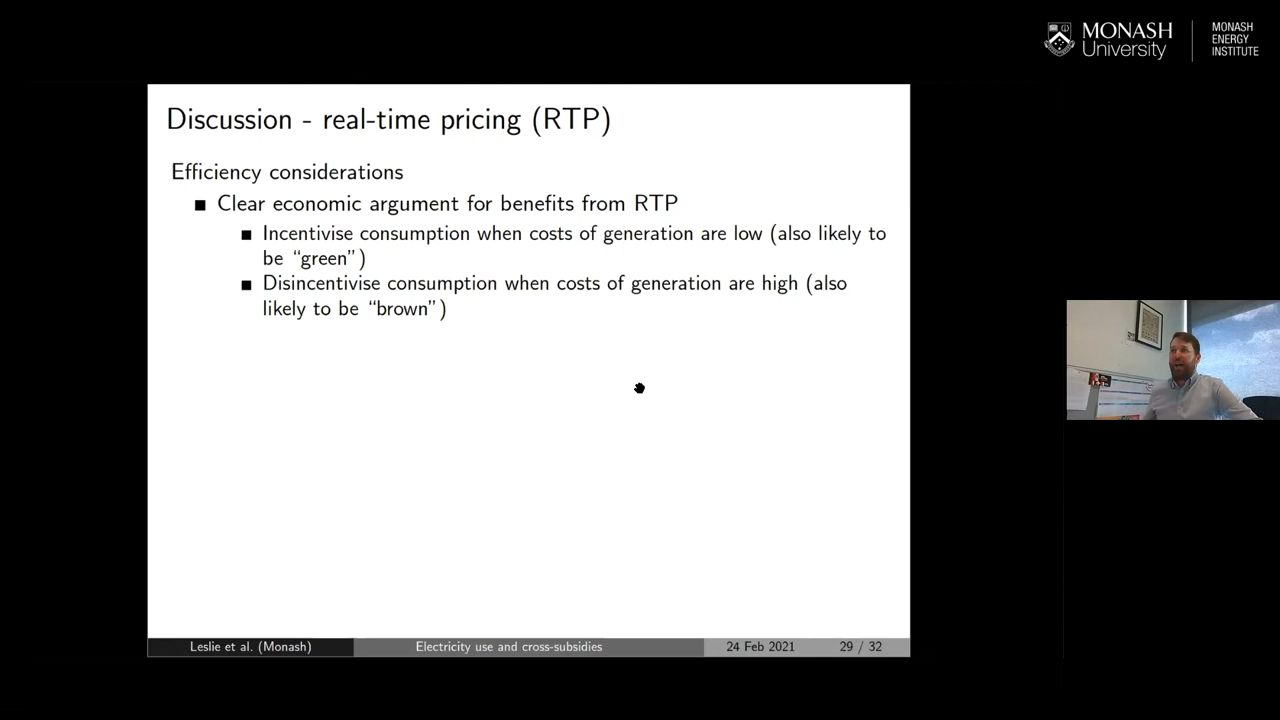 MONASH
University
MONASH
ENERGY
INSTITUTE
Discussion - real-time pricing (RTP)
Efficiency considerations
Clear economic argument for benefits from RTP
Incentivise consumption when costs of generation are low (also likely to
be “green”)
Disincentivise consumption when costs of generation are high (also
likely to be “brown”)
Leslie et al. (Monash)
Electricity use and cross-subsidies
24 Feb 2021
29 / 32